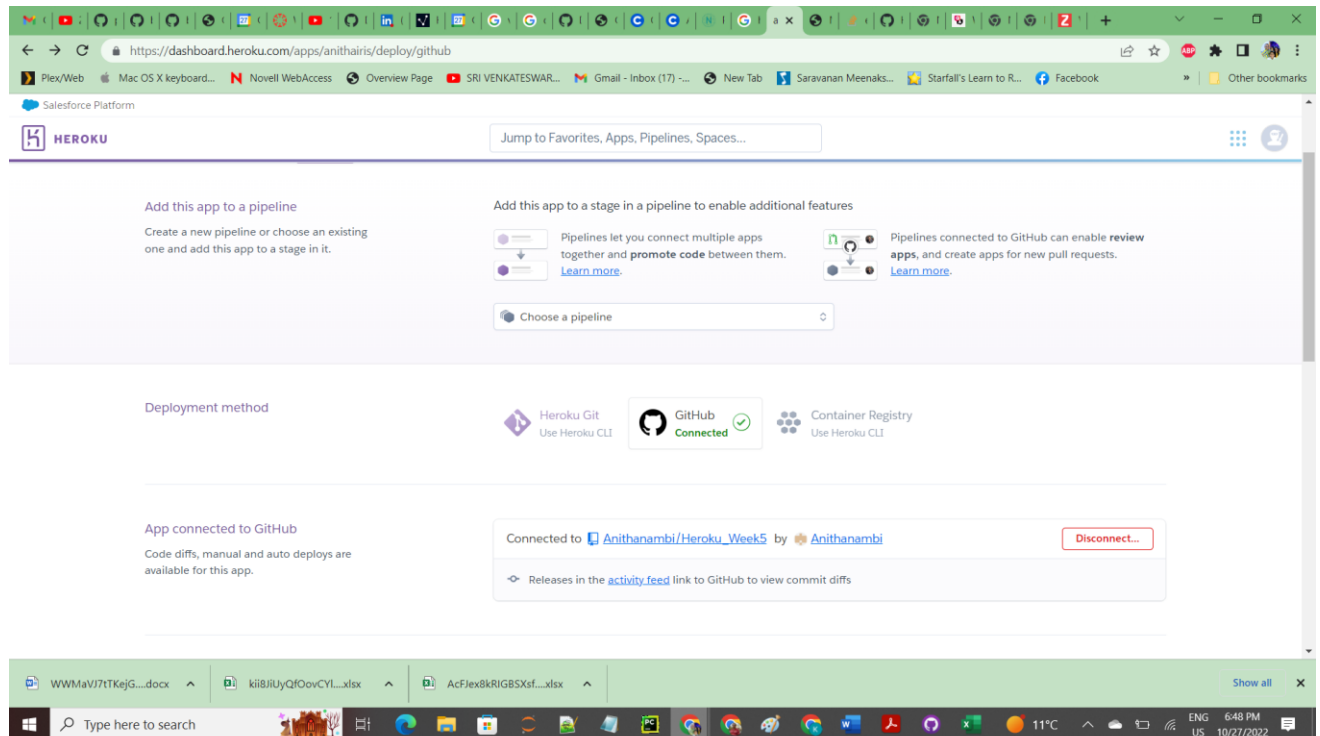 https://dashboard.heroku.com/apps/anithairis/deploy/github
Plex/Web Mac OS X keyboard... Novell WebAccess Overview Page SRI VENKATESWAR... Gmail - Inbox (17) -... New Tab Saravanan Meenaks... Starfall's Learn to R... Facebook » Other bookmarks
Salesforce Platform
HEROKU Jump to Favorites, Apps, Pipelines, Spaces...
Add this app to a pipeline
Create a new pipeline or choose an existing
one and add this app to a stage in it.
Add this app to a stage in a pipeline to enable additional features
Pipelines let you connect multiple apps
together and promote code between them.
Learn more.
Pipelines connected to GitHub can enable review
apps, and create apps for new pull requests.
Learn more.
Choose a pipeline
Deployment method
Heroku Git
Use Heroku CLI
GitHub
Connected
Container Registry
Use Heroku CLI
App connected to GitHub
Code diffs, manual and auto deploys are
available for this app.
Connected to Anithanambi/Heroku_Week5 by Anithanambi Disconnect...
Releases in the activity feed link to GitHub to view commit diffs
WWMaVJ7tTKejG....docx kii8JiUyQfOovCYl....xlsx AcFJex8kRIGBSXsf....xlsx Show all
Type here to search 11°C ENG 6:48 PM
US 10/27/2022